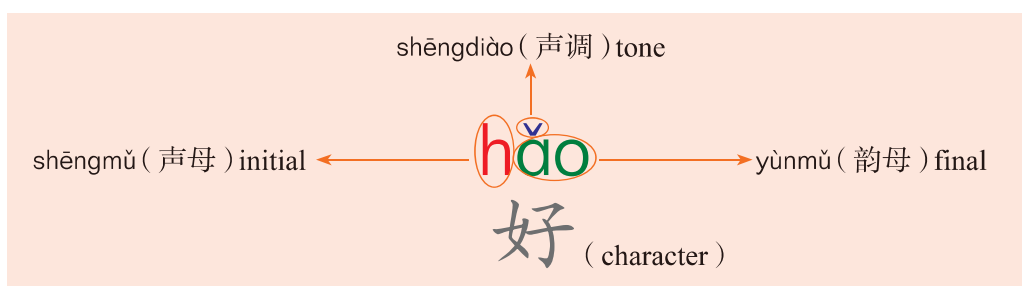 shēngdiào（声调）tone
shēngmǔ（声母）initial hǎo yùnmǔ（韵母）final
好（character）